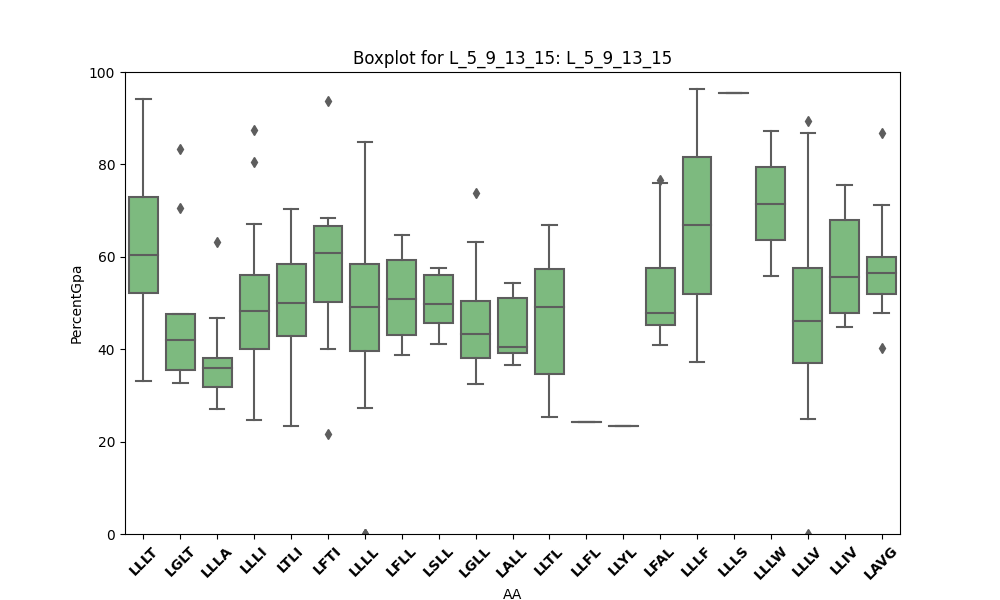 Boxplot for L_5_9_13_15: L_5_9_13_15
100
80
60
40
20
0
PercentGpa
LLLT LGLT LLLA LLLI LTLI LFTI LLLL LFLL LSLL LGLL LALL LLTL LLFL LLYL LFAL LLLF LLLS LLLW LLLV LLIV LAVG
AA